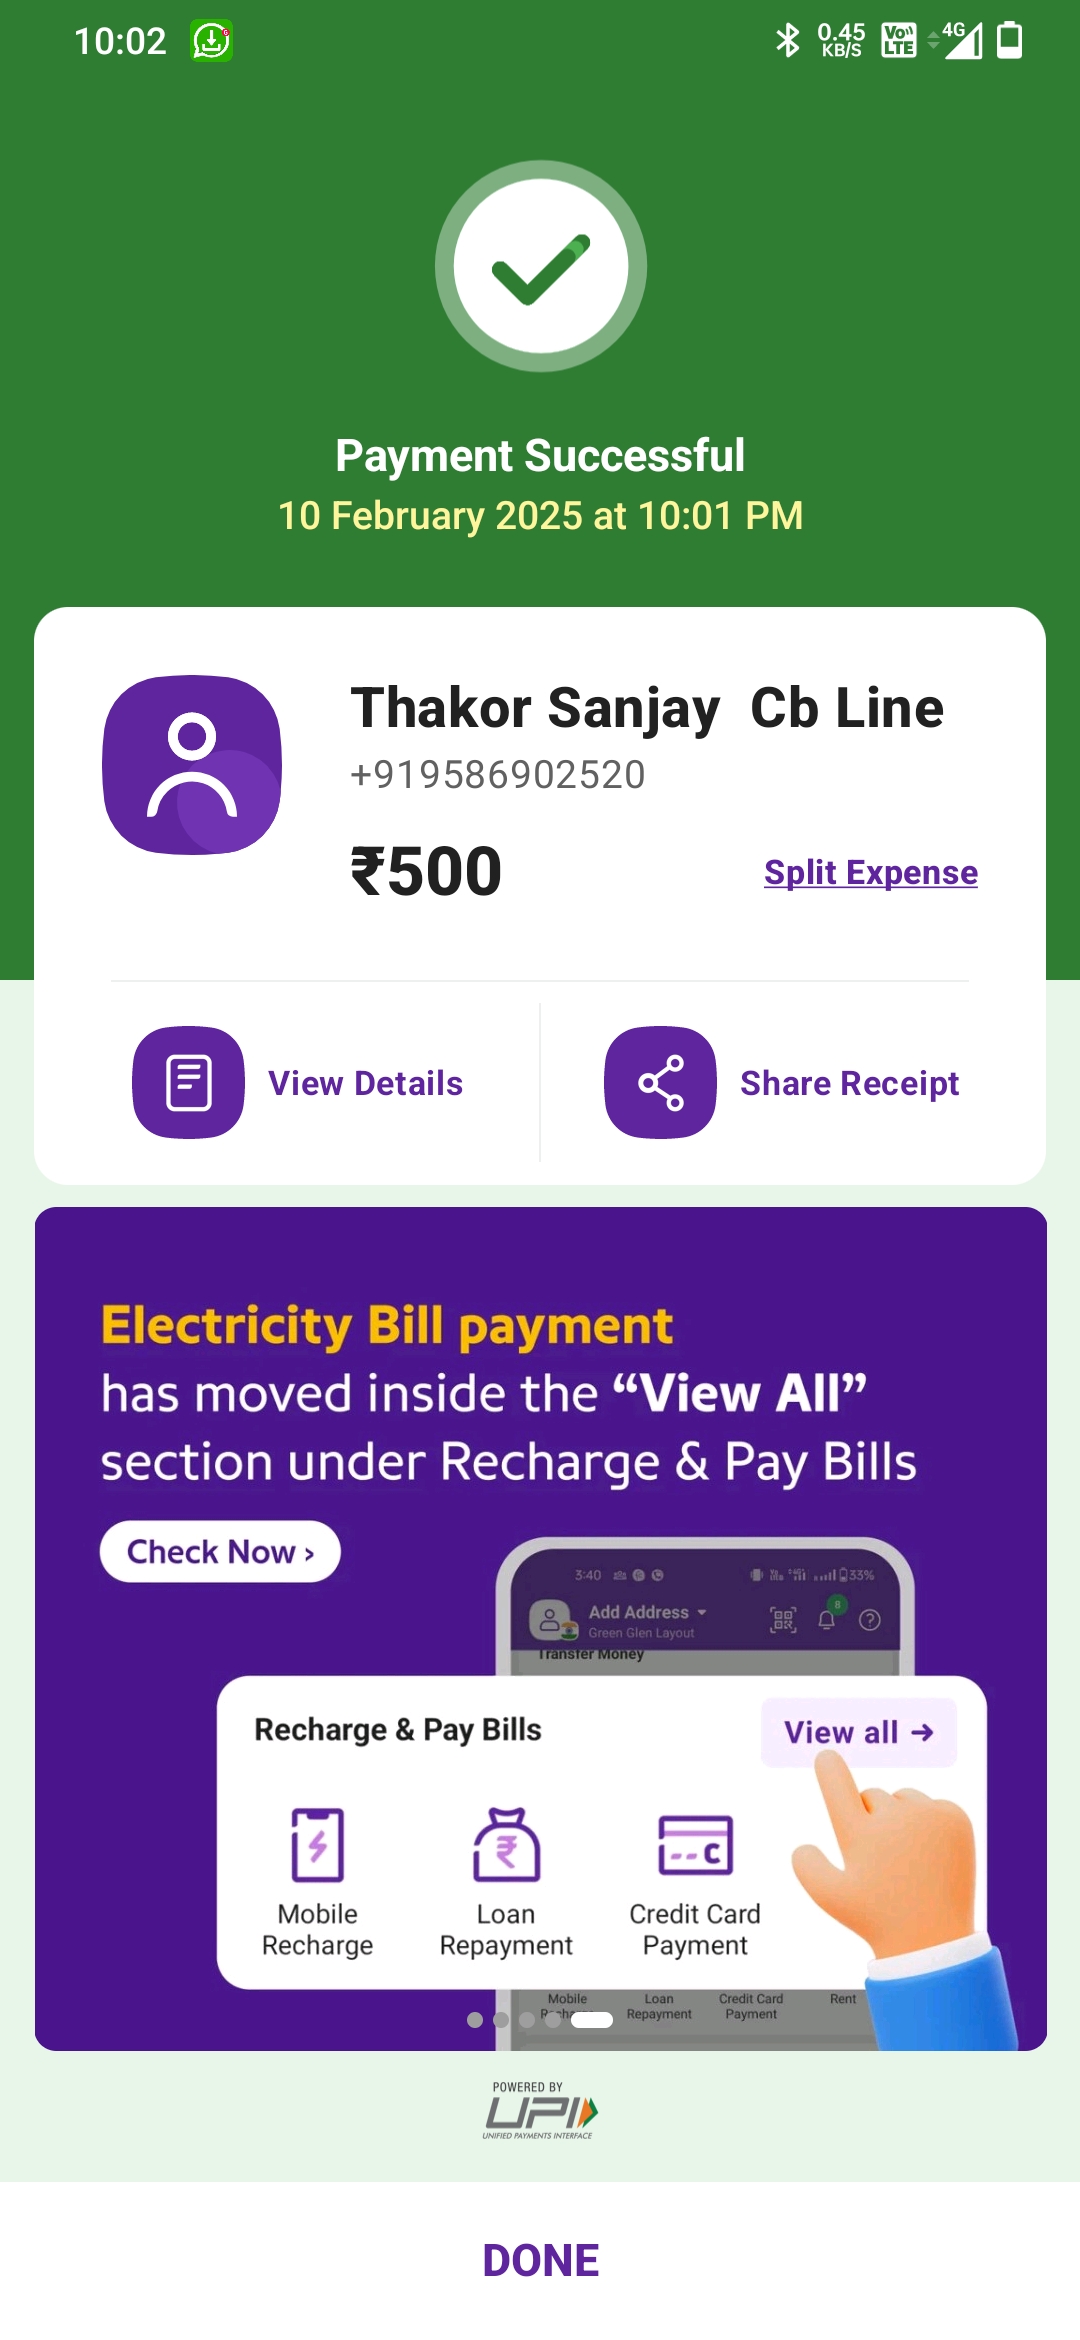 10:02
0.45 KB/S
Vo LTE
4G
Payment Successful
10 February 2025 at 10:01 PM
Thakor Sanjay  Cb Line
+919586902520
₹500
Split Expense
View Details
Share Receipt
Electricity Bill payment
has moved inside the “View All”
section under Recharge & Pay Bills
Check Now ›
3:40
33%
Add Address
8
Green Glen Layout
Transfer Money
Recharge & Pay Bills
View all →
Mobile Recharge
Loan Repayment
Credit Card Payment
Mobile
Loan Repayment
Credit Card Payment
Rent
POWERED BY
UPI
UNIFIED PAYMENTS INTERFACE
DONE